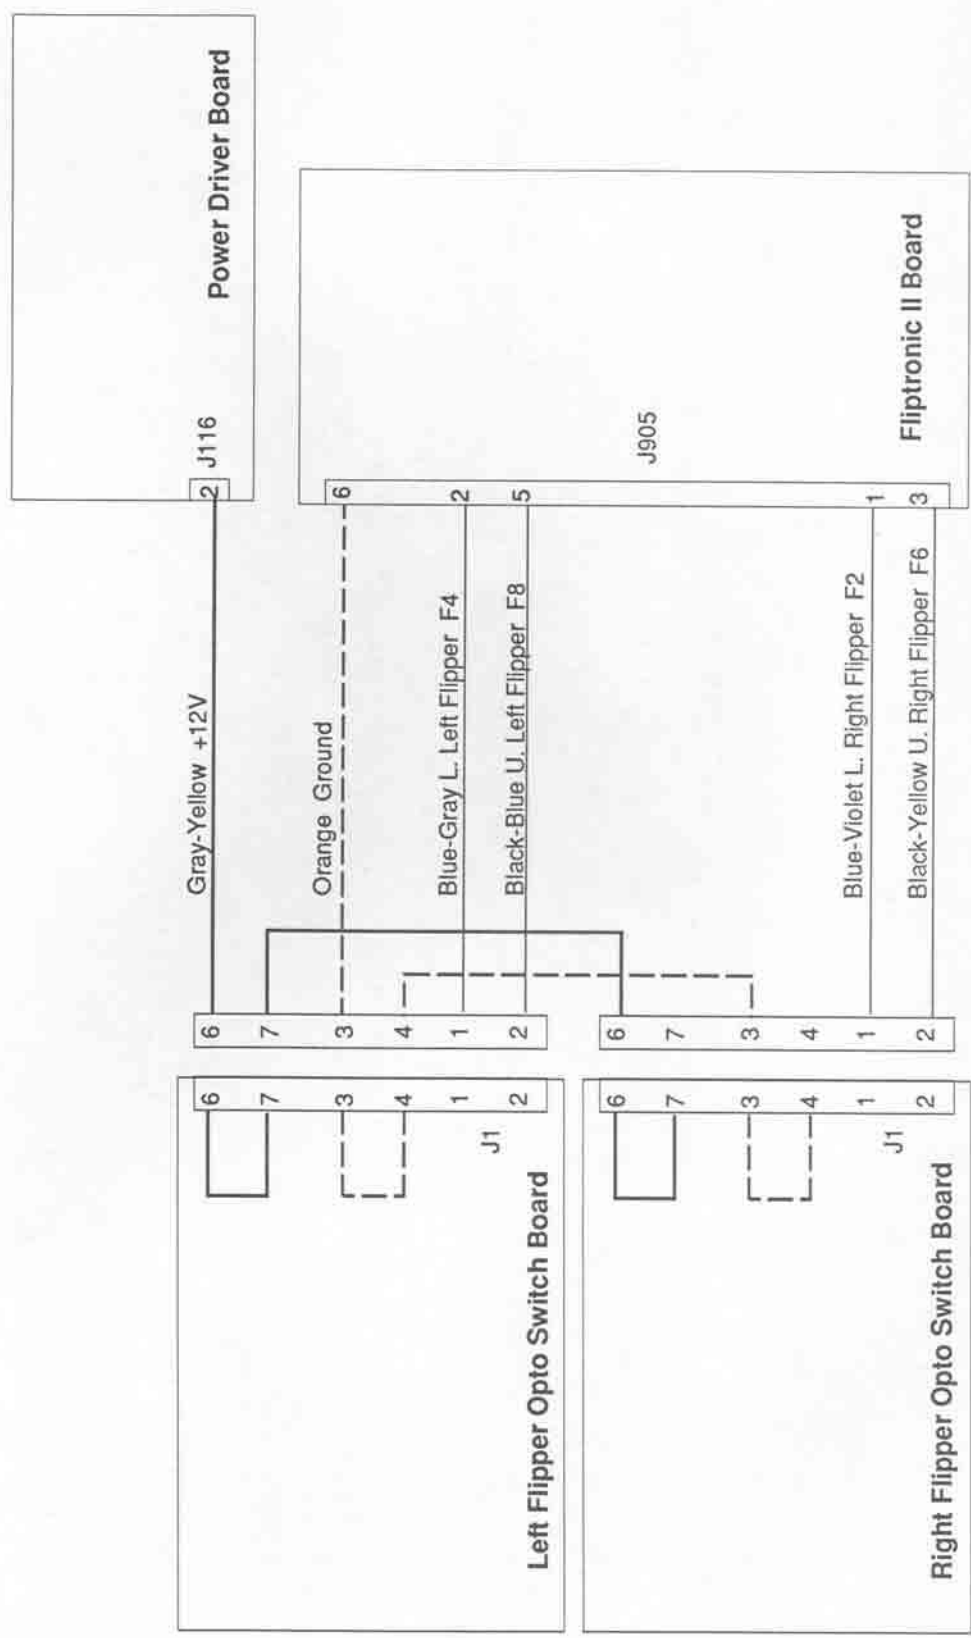 Power Driver Board
J116
2
Fliptronic II Board
J905
6
2
5
1
3
Gray-Yellow +12V
Orange Ground
Blue-Gray L. Left Flipper F4
Black-Blue U. Left Flipper F8
Blue-Violet L. Right Flipper F2
Black-Yellow U. Right Flipper F6
6
7
3
4
1
2
6
7
3
4
1
2
6
7
3
4
1
2
J1
Left Flipper Opto Switch Board
6
7
3
4
1
2
J1
Right Flipper Opto Switch Board